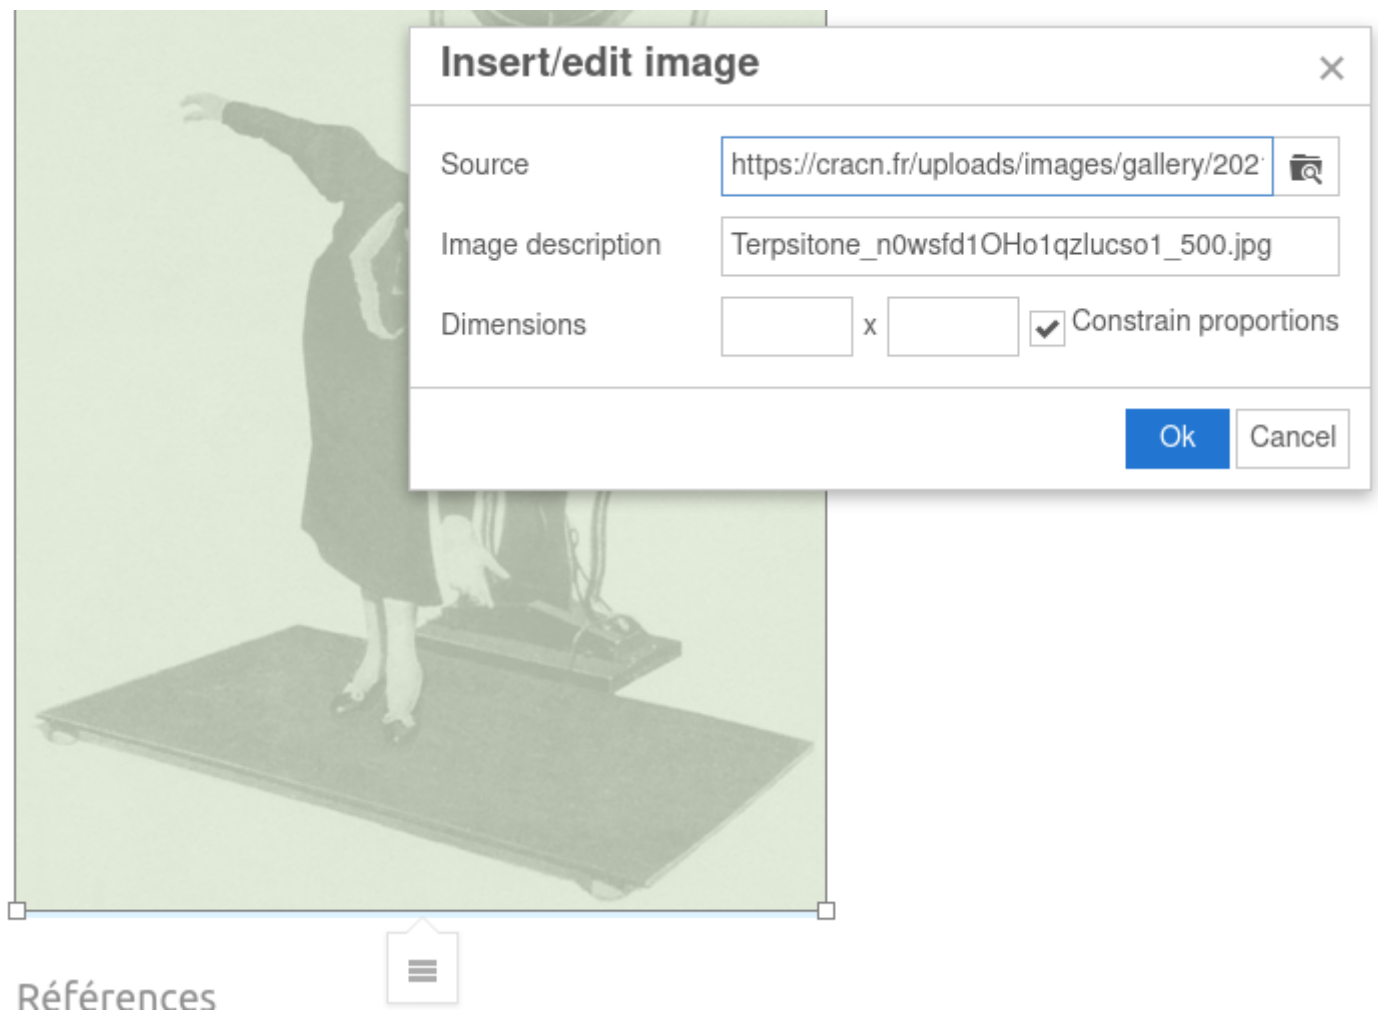 Insert/edit image
Source https://cracn.fr/uploads/images/gallery/202
Image description Terpsitone_n0wsfd1OHo1qzlucso1_500.jpg
Dimensions x Constrain proportions
Ok Cancel
Références